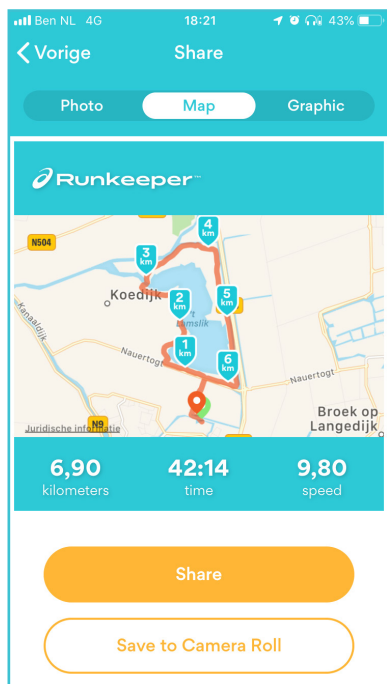 Ben NL 4G 18:21 43%
Vorige Share
Photo Map Graphic
Runkeeper™
4 km
N504
3 km
Koedijk
2 km
5 km
't
Kanaaldijk
1 km
Nauertogt
6 km
Nauertogt
Broek op
Langedijk
N9
Juridische informatie
6,90 42:14 9,80
kilometers time speed
Share
Save to Camera Roll